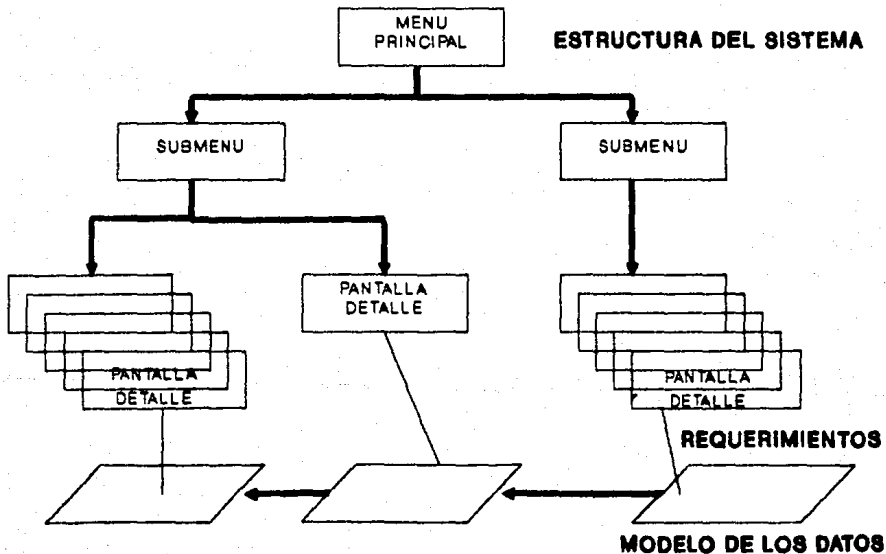 MENU
PRINCIPAL
ESTRUCTURA DEL SISTEMA
SUBMENU
SUBMENU
PANTALLA
DETALLE
PANTALLA
DETALLE
PANTALLA
DETALLE
REQUERIMIENTOS
MODELO DE LOS DATOS